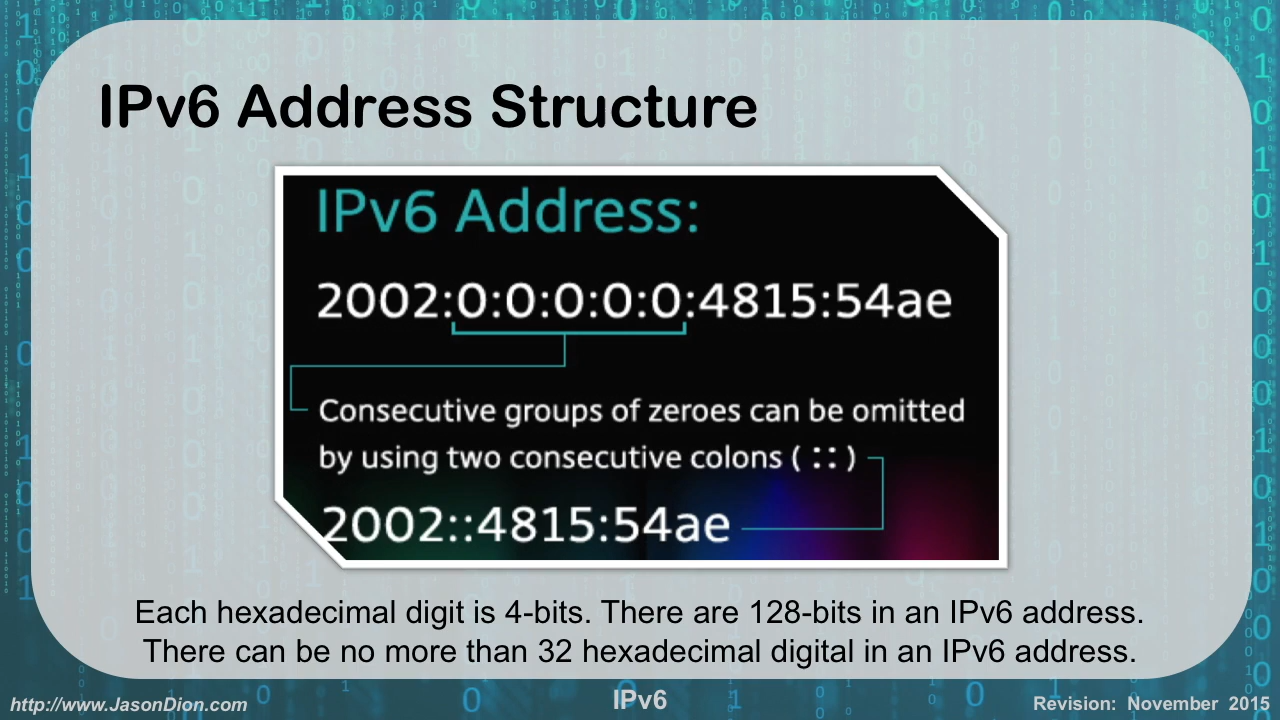 IPv6 Address Structure
IPv6 Address:
2002:0:0:0:0:0:4815:54ae
Consecutive groups of zeroes can be omitted
by using two consecutive colons ( :: )
2002::4815:54ae
Each hexadecimal digit is 4-bits. There are 128-bits in an IPv6 address.
There can be no more than 32 hexadecimal digital in an IPv6 address.
http://www.JasonDion.com
IPv6
Revision: November 2015